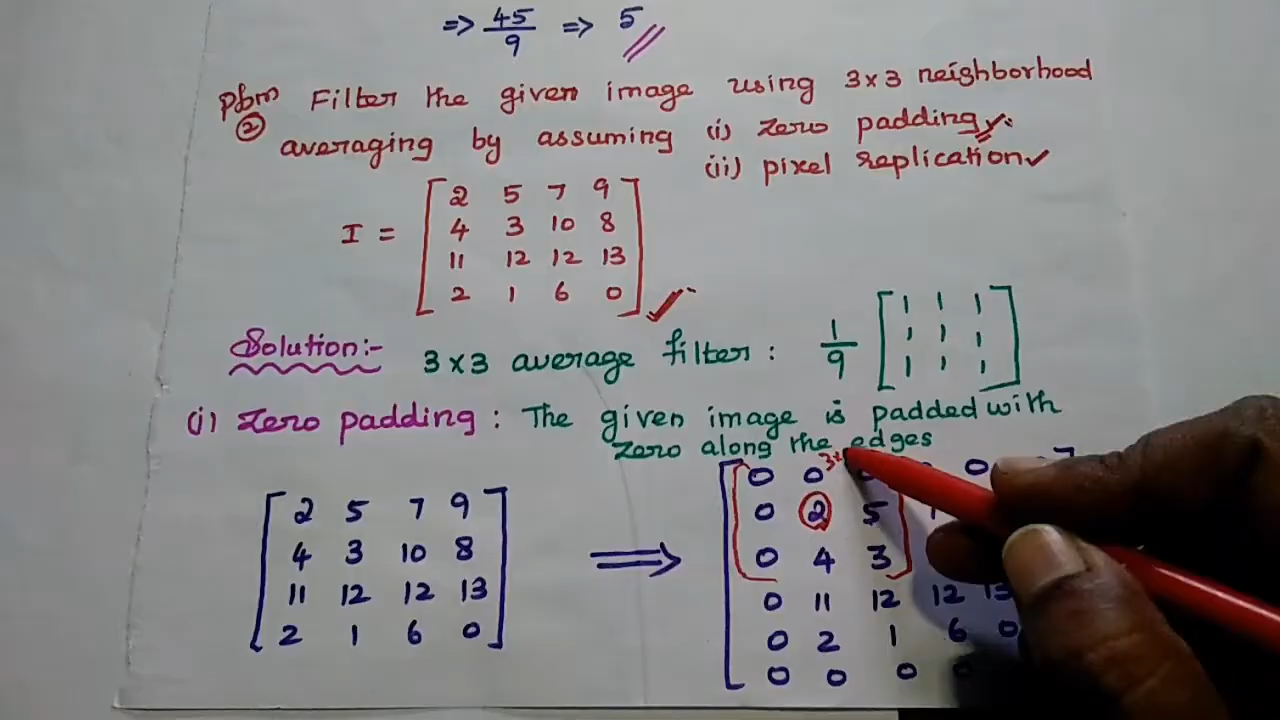 => 45/9 => 5
Pbm Filter the given image using 3x3 neighborhood
② averaging by assuming (i) Zero padding
(ii) pixel replication
I = [ 2 5 7 9
4 3 10 8
11 12 12 13
2 1 6 0 ]
Solution:- 3x3 average filter : 1/9 [ 1 1 1
1 1 1
1 1 1 ]
(i) Zero padding : The given image is padded with
zero along the edges
[ 2 5 7 9
4 3 10 8
11 12 12 13
2 1 6 0 ]
=>
[ 0 0 0
0 2 5
0 4 3
0 11 12 12 13
0 2 1 6 0
0 0 0 0